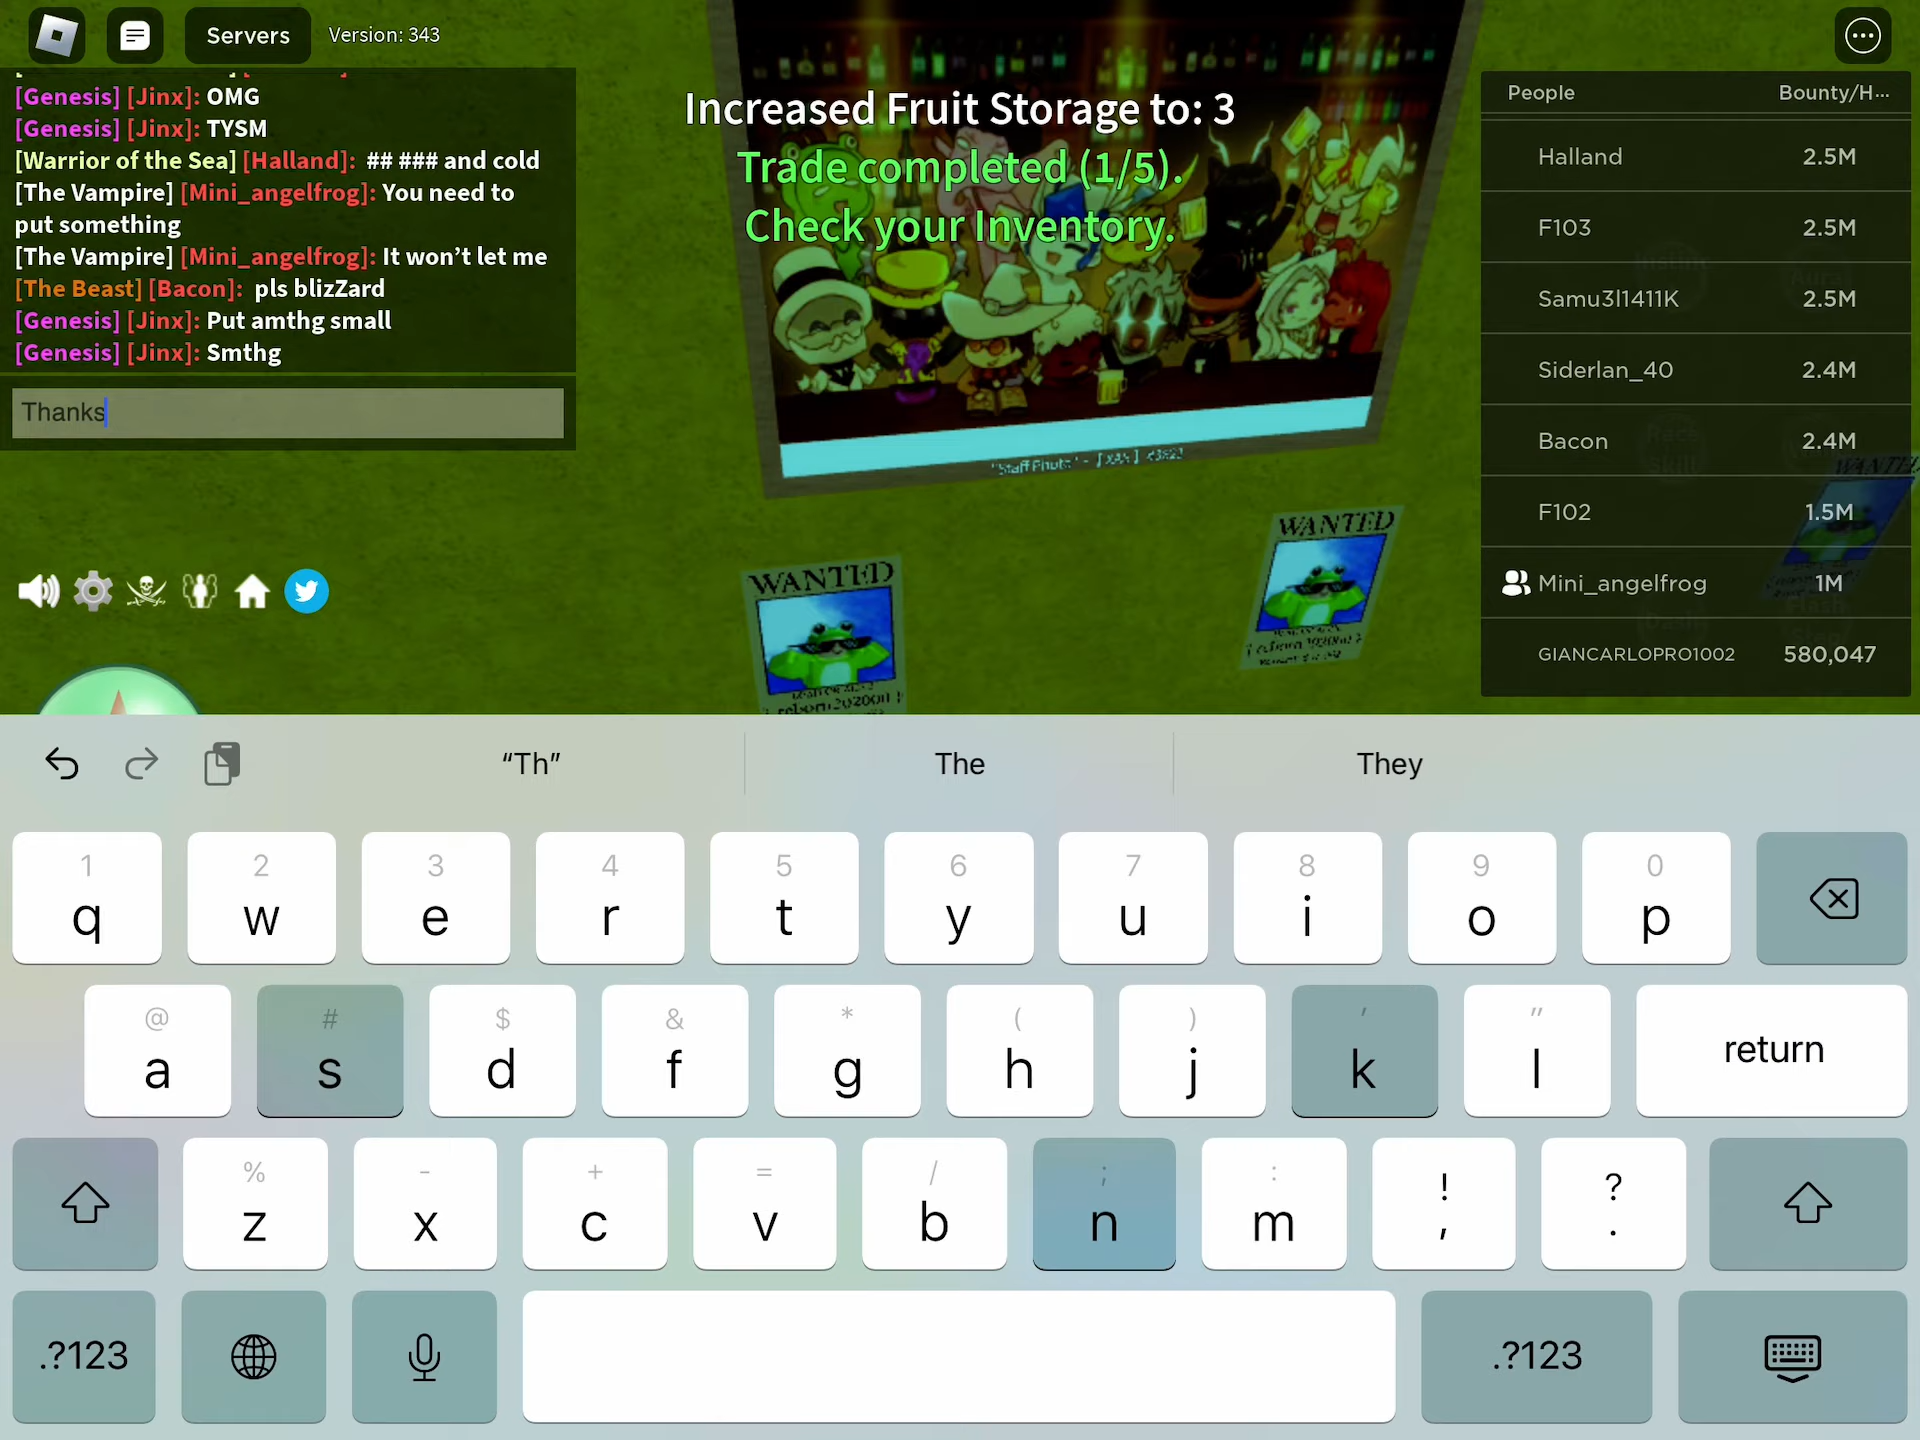 Servers
Version: 343
[Genesis] [Jinx]: OMG
[Genesis] [Jinx]: TYSM
[Warrior of the Sea] [Halland]: ## ### and cold
[The Vampire] [Mini_angelfrog]: You need to
put something
[The Vampire] [Mini_angelfrog]: It won't let me
[The Beast] [Bacon]: pls blizZard
[Genesis] [Jinx]: Put amthg small
[Genesis] [Jinx]: Smthg
Thanks
Increased Fruit Storage to: 3
Trade completed (1/5).
Check your Inventory.
"Staff Photo" -
WANTED
WANTED
WANTED
People Bounty/H...
Halland 2.5M
F103 2.5M
Samu3l1411K 2.5M
Siderlan_40 2.4M
Bacon 2.4M
F102 1.5M
Mini_angelfrog 1M
GIANCARLOPRO1002 580,047
“Th” The They
1 2 3 4 5 6 7 8 9 0
q w e r t y u i o p
@ # $ & * ( ) ' "
a s d f g h j k l return
% - + = / ; : ! ?
z x c v b n m , .
.?123 .?123